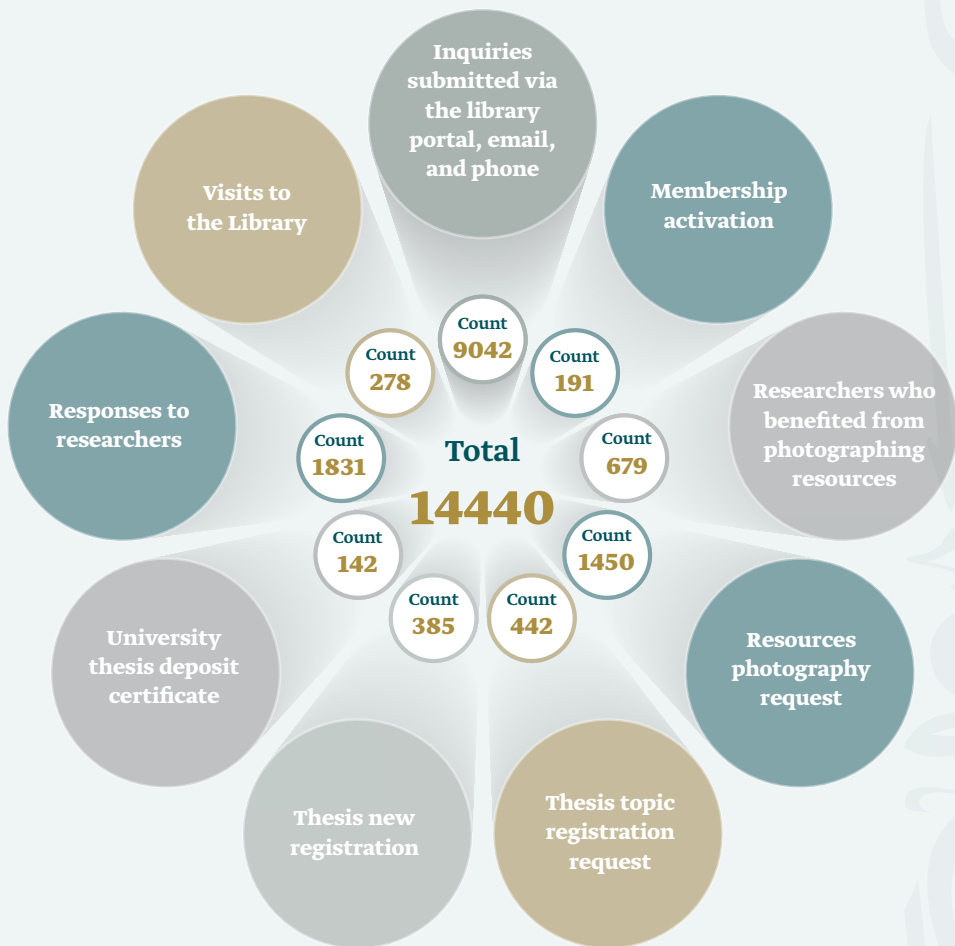 Inquiries
submitted via
the library
portal, email,
and phone
Count
9042
Membership
activation
Count
191
Researchers who
benefited from
photographing
resources
Count
679
Resources
photography
request
Count
1450
Thesis topic
registration
request
Count
442
Thesis new
registration
Count
385
University
thesis deposit
certificate
Count
142
Responses to
researchers
Count
1831
Visits to
the Library
Count
278
Total
14440